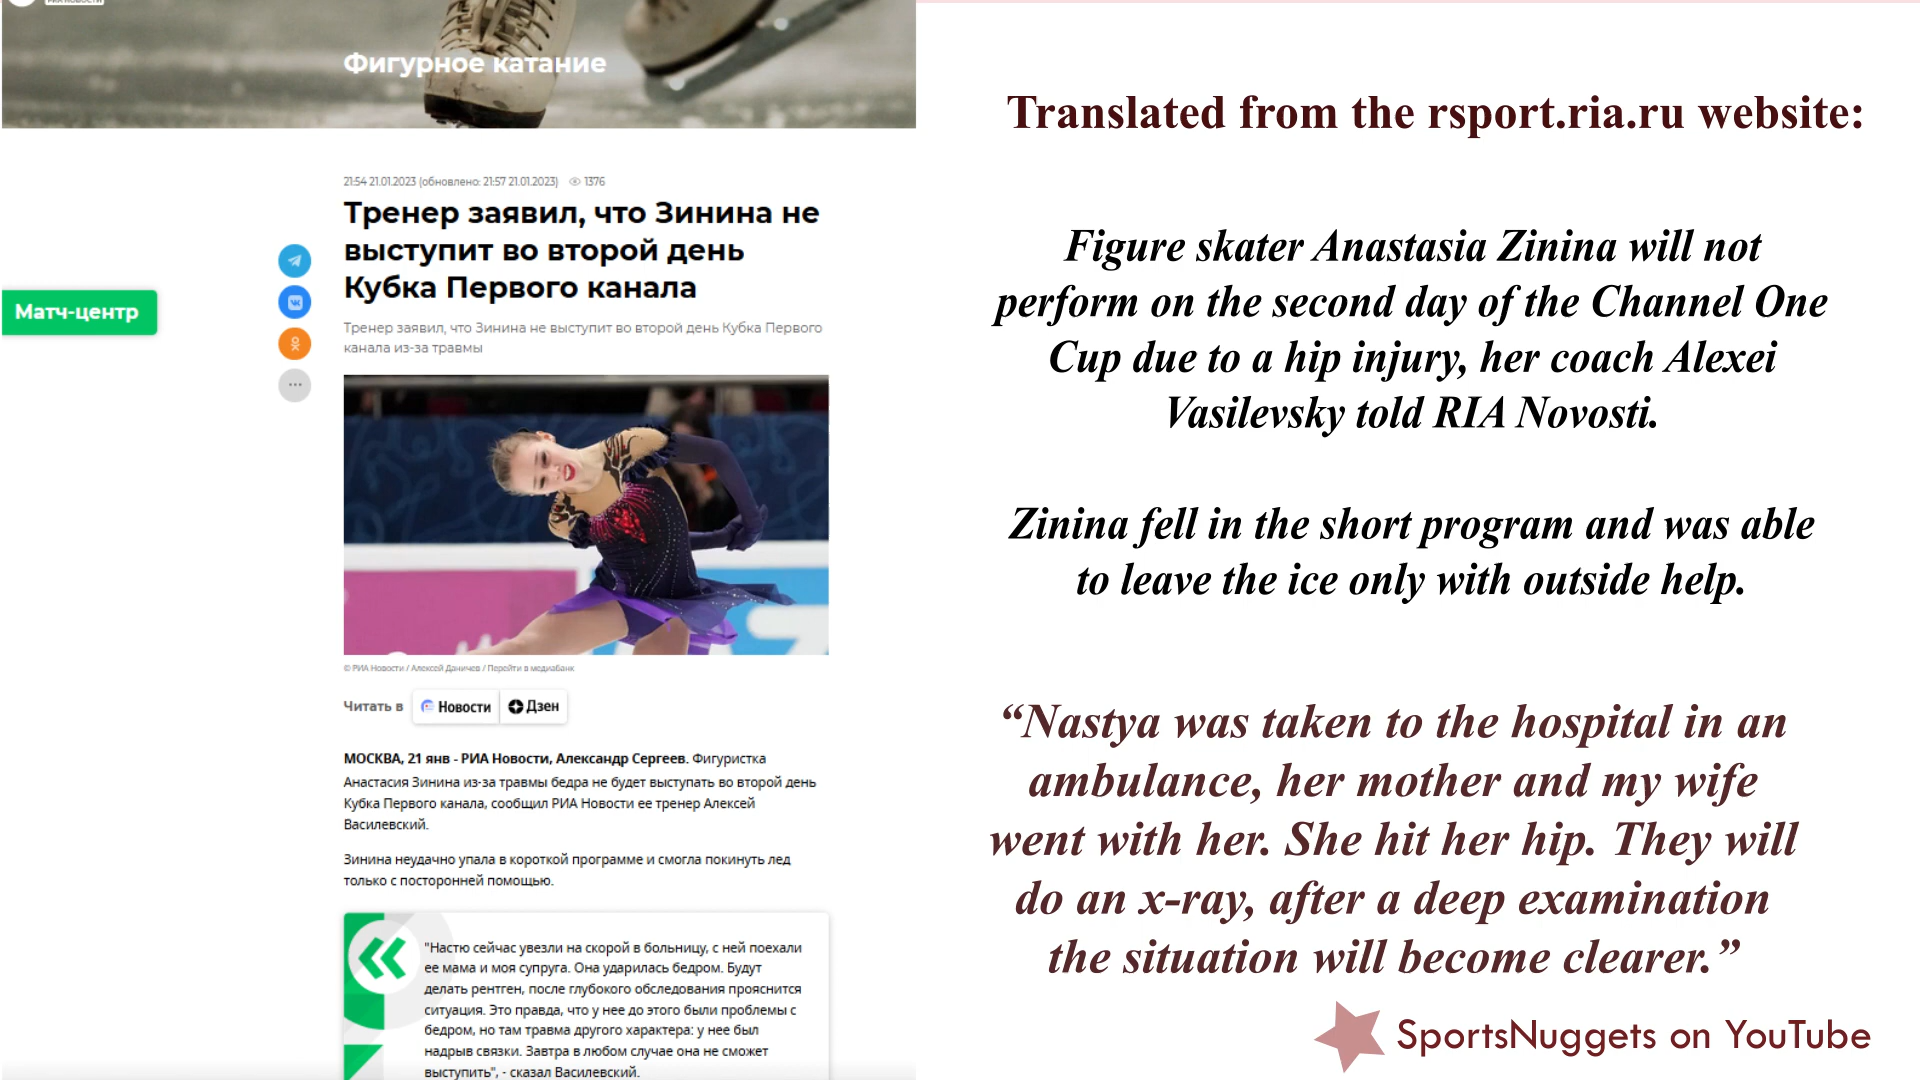 РИА НОВОСТИ
Фигурное катание
21:54 21.01.2023 (обновлено: 21:57 21.01.2023) 1376
Тренер заявил, что Зинина не
выступит во второй день
Кубка Первого канала
Тренер заявил, что Зинина не выступит во второй день Кубка Первого
канала из-за травмы
Матч-центр
© РИА Новости / Алексей Даничев / Перейти в медиабанк
Читать в Новости Дзен
МОСКВА, 21 янв - РИА Новости, Александр Сергеев. Фигуристка
Анастасия Зинина из-за травмы бедра не будет выступать во второй день
Кубка Первого канала, сообщил РИА Новости ее тренер Алексей
Василевский.
Зинина неудачно упала в короткой программе и смогла покинуть лед
только с посторонней помощью.
"Настю сейчас увезли на скорой в больницу, с ней поехали
ее мама и моя супруга. Она ударилась бедром. Будут
делать рентген, после глубокого обследования прояснится
ситуация. Это правда, что у нее до этого были проблемы с
бедром, но там травма другого характера: у нее был
надрыв связки. Завтра в любом случае она не сможет
выступить", - сказал Василевский.
Translated from the rsport.ria.ru website:
Figure skater Anastasia Zinina will not
perform on the second day of the Channel One
Cup due to a hip injury, her coach Alexei
Vasilevsky told RIA Novosti.
Zinina fell in the short program and was able
to leave the ice only with outside help.
“Nastya was taken to the hospital in an
ambulance, her mother and my wife
went with her. She hit her hip. They will
do an x-ray, after a deep examination
the situation will become clearer.”
SportsNuggets on YouTube